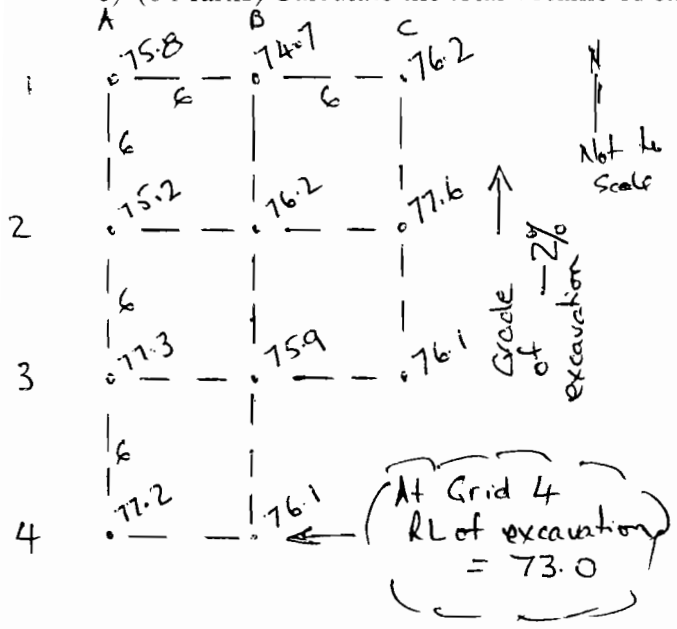 A B C
1 75.8 74.7 76.2
6 6
6
2 75.2 76.2 77.6
6
3 77.3 75.9 76.1
6
4 77.2 76.1
N
Not to
Scale
Grade
of -2%
excavation
At Grid 4
RL of excavation
= 73.0